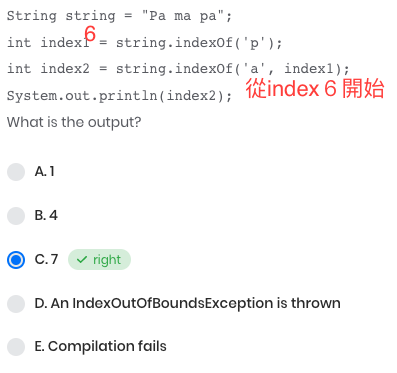 String string = "Pa ma pa";
6
int index1 = string.indexOf('p');
int index2 = string.indexOf('a', index1);
System.out.println(index2);
從index 6 開始
What is the output?
A. 1
B. 4
C. 7 right
D. An IndexOutOfBoundsException is thrown
E. Compilation fails